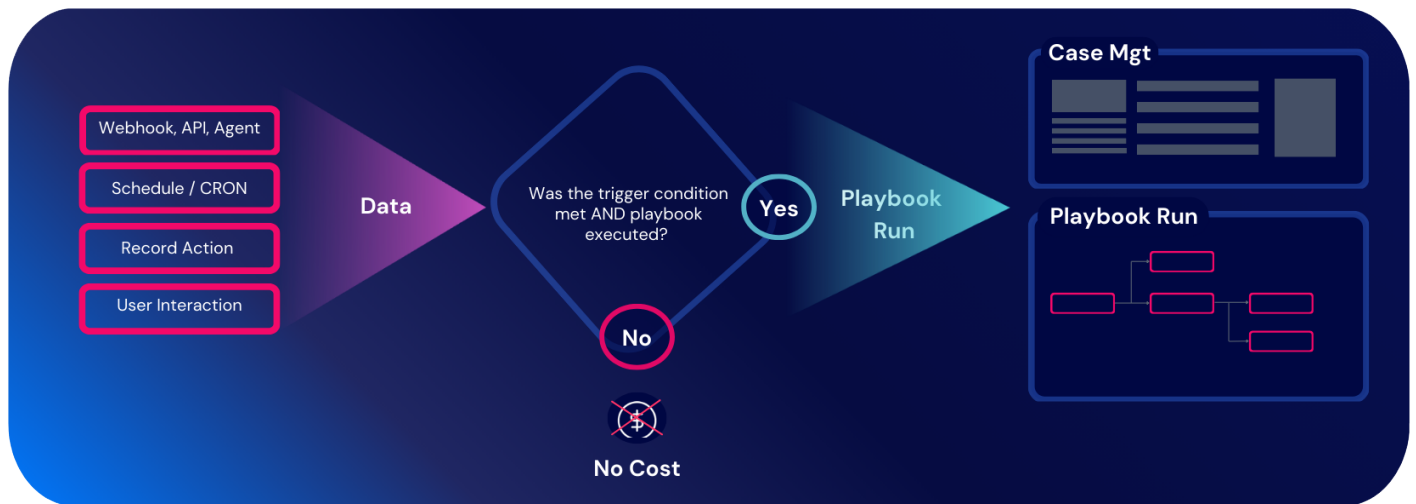 Webhook, API, Agent
Schedule / CRON
Record Action
User Interaction
Data
Was the trigger condition
met AND playbook
executed?
Yes
No
$
No Cost
Playbook
Run
Case Mgt
Playbook Run